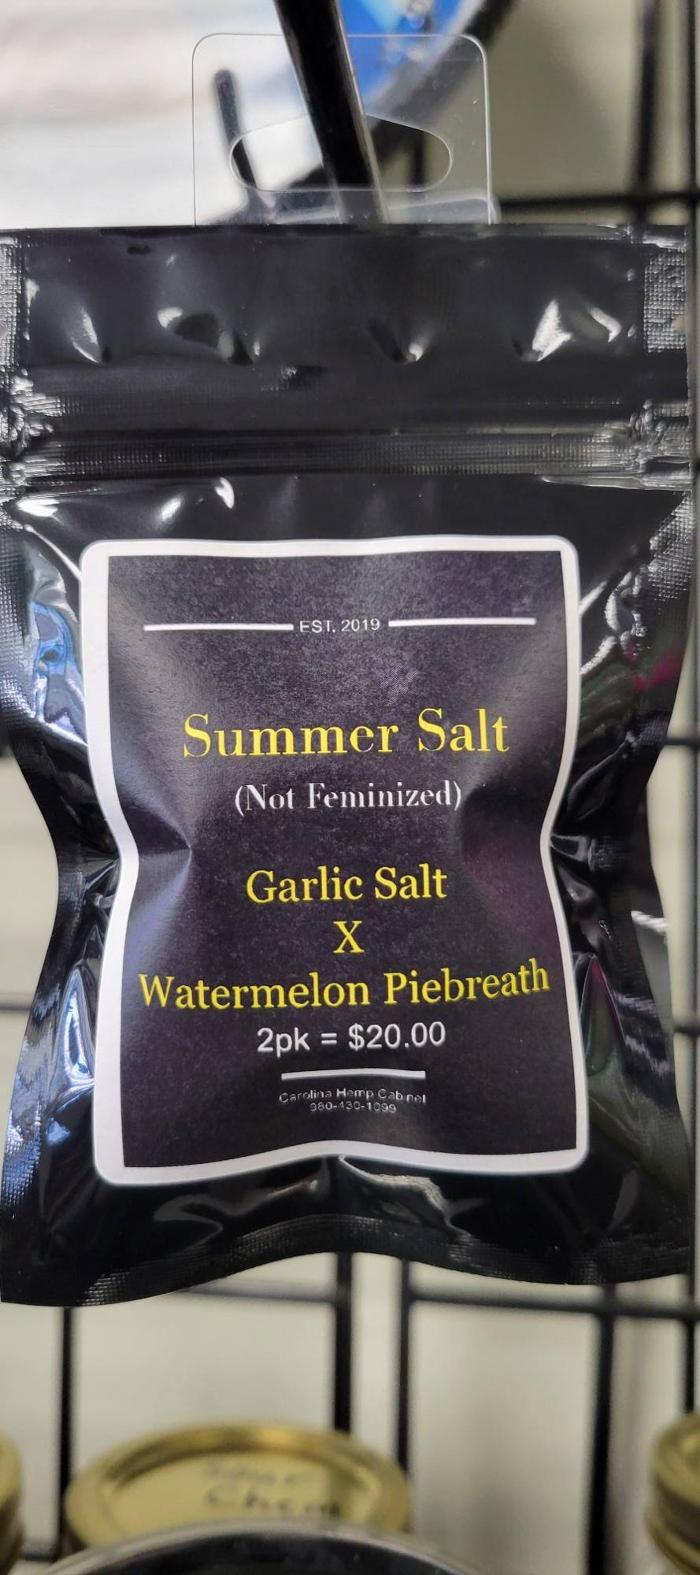 EST. 2019
Summer Salt
(Not Feminized)
Garlic Salt
X
Watermelon Piebreath
2pk = $20.00
Carolina Hemp Cabinet
980-430-1099